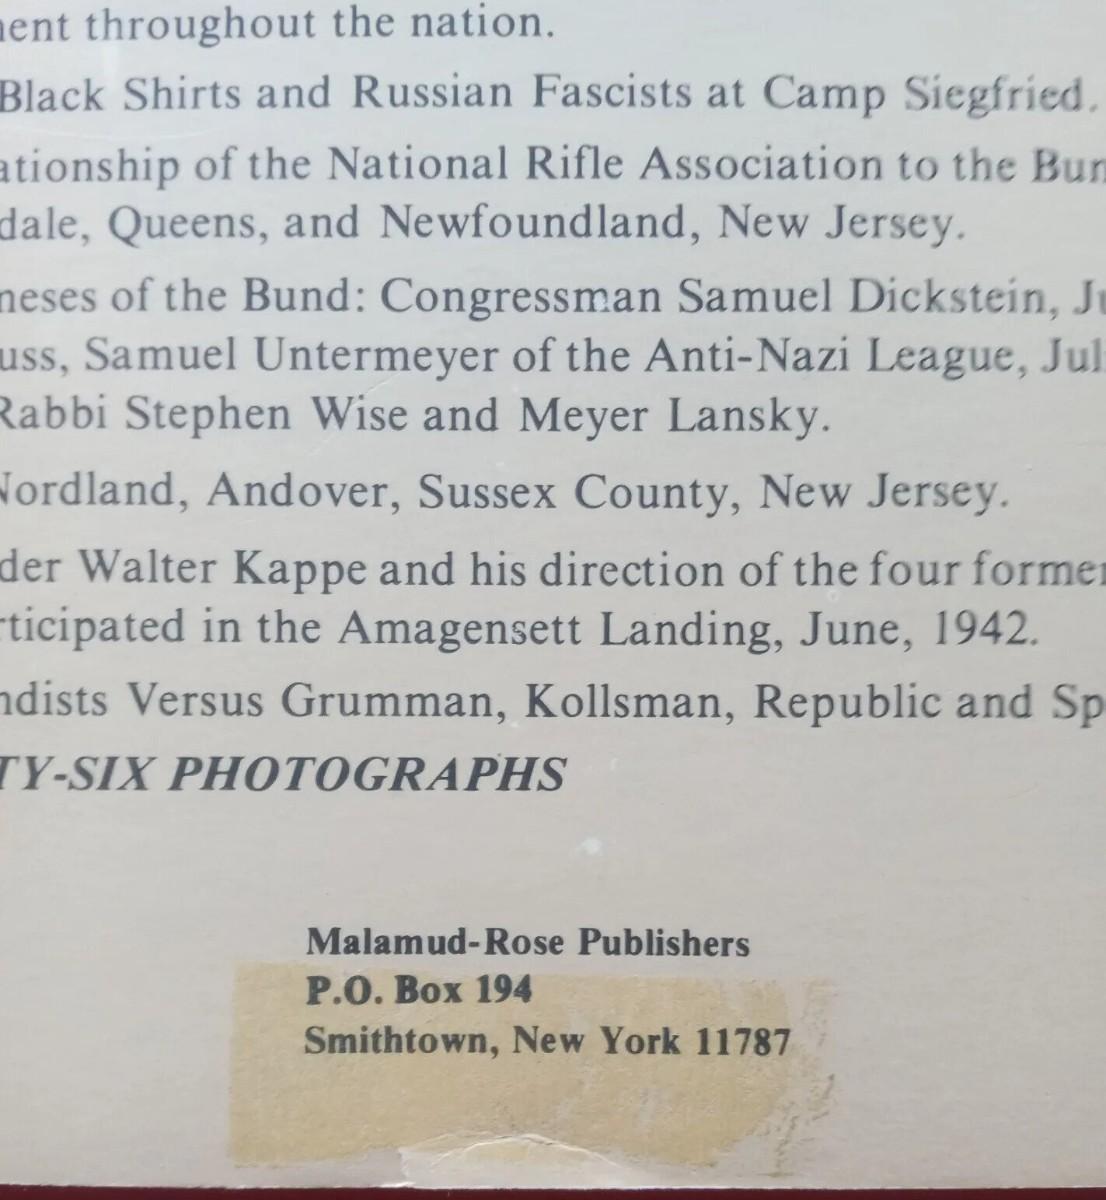 ent throughout the nation.
Black Shirts and Russian Fascists at Camp Siegfried.
ationship of the National Rifle Association to the Bun
dale, Queens, and Newfoundland, New Jersey.
neses of the Bund: Congressman Samuel Dickstein, Ju
uss, Samuel Untermeyer of the Anti-Nazi League, Jul
Rabbi Stephen Wise and Meyer Lansky.
Nordland, Andover, Sussex County, New Jersey.
der Walter Kappe and his direction of the four former
rticipated in the Amagensett Landing, June, 1942.
ndists Versus Grumman, Kollsman, Republic and Sp
TY-SIX PHOTOGRAPHS
Malamud-Rose Publishers
P.O. Box 194
Smithtown, New York 11787